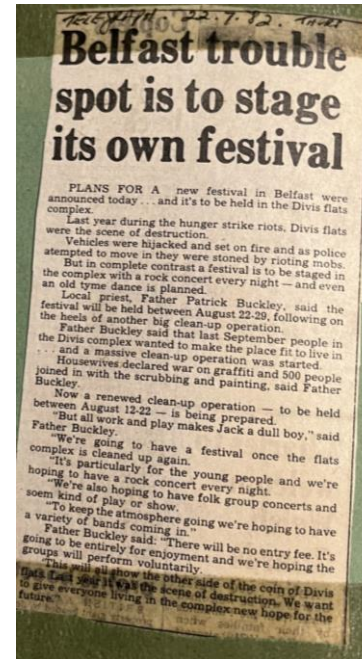 TELEGRAPH 22.7.82. THURS
Belfast trouble
spot is to stage
its own festival
PLANS FOR A new festival in Belfast were
announced today . . . and it's to be held in the Divis flats
complex.
Last year during the hunger strike riots, Divis flats
were the scene of destruction.
Vehicles were hijacked and set on fire and as police
atempted to move in they were stoned by rioting mobs.
But in complete contrast a festival is to be staged in
the complex with a rock concert every night — and even
an old tyme dance is planned.
Local priest, Father Patrick Buckley, said the
festival will be held between August 22-29, following on
the heels of another big clean-up operation.
Father Buckley said that last September people in
the Divis complex wanted to make the place fit to live in
. . . and a massive clean-up operation was started.
Housewives declared war on graffiti and 500 people
joined in with the scrubbing and painting, said Father
Buckley.
Now a renewed clean-up operation — to be held
between August 12-22 — is being prepared.
"But all work and play makes Jack a dull boy," said
Father Buckley.
"We're going to have a festival once the flats
complex is cleaned up again.
"It's particularly for the young people and we're
hoping to have a rock concert every night.
"We're also hoping to have folk group concerts and
soem kind of play or show.
"To keep the atmosphere going we're hoping to have
a variety of bands coming in."
Father Buckley said: "There will be no entry fee. It's
going to be entirely for enjoyment and we're hoping the
groups will perform voluntarily.
"This will all show the other side of the coin of Divis
flats. Last year it was the scene of destruction. We want
to give everyone living in the complex new hope for the
future."